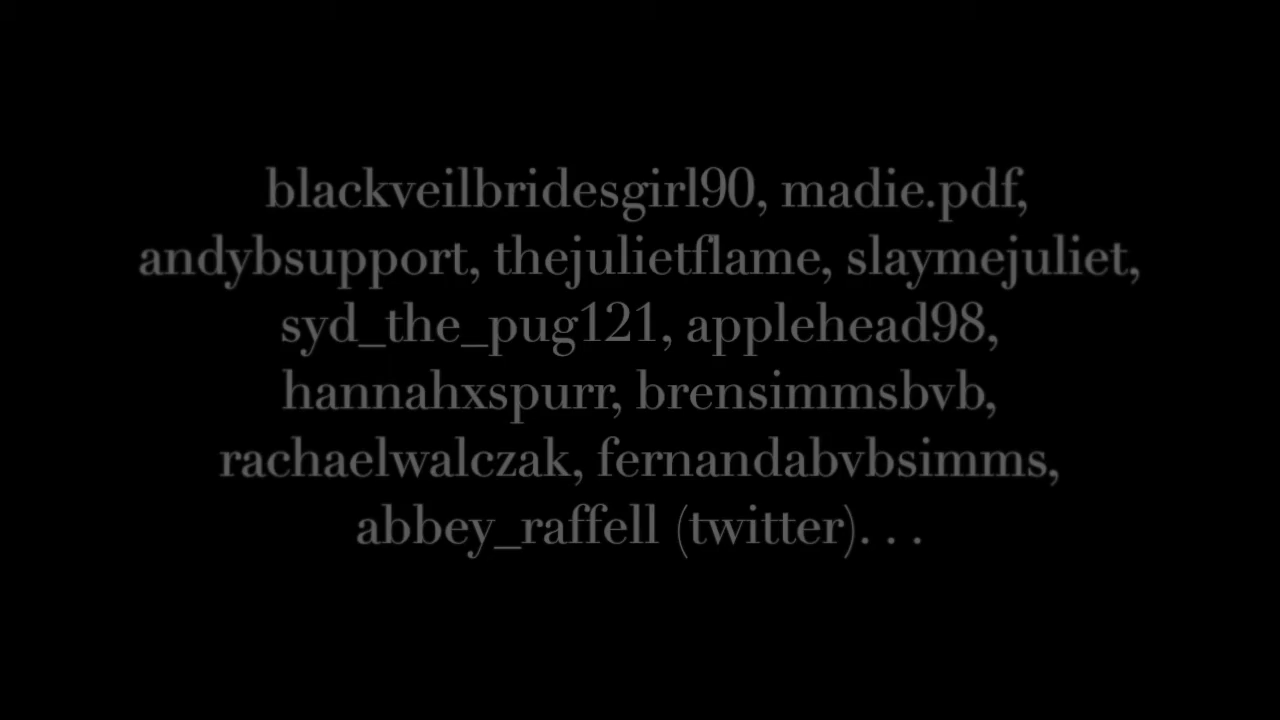 blackveilbridesgirl90, madie.pdf,
andybsupport, thejulietflame, slaymejuliet,
syd_the_pug121, applehead98,
hannahxspurr, brensimmsbvb,
rachaelwalczak, fernandabvbsimms,
abbey_raffell (twitter). . .